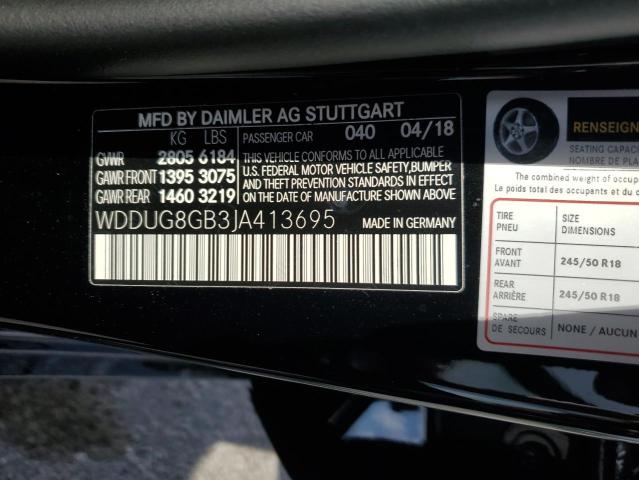 MFD BY DAIMLER AG STUTTGART
KG LBS PASSENGER CAR 040 04/18
GVWR 2805 6184 THIS VEHICLE CONFORMS TO ALL APPLICABLE
U.S. FEDERAL MOTOR VEHICLE SAFETY,BUMPER
GAWR FRONT 1395 3075 AND THEFT PREVENTION STANDARDS IN EFFECT
GAWR REAR 1460 3219 ON THE DATE OF MANUFACTURE SHOWN ABOVE
WDDUG8GB3JA413695 MADE IN GERMANY
RENSEIGN
SEATING CAPAC
NOMBRE DE PLA
The combined weight of
Le poids total des
TIRE SIZE
PNEU DIMENSIONS
FRONT
AVANT 245/50 R18
REAR
ARRIÈRE 245/50 R18
SPARE
DE SECOURS NONE / AUCUN